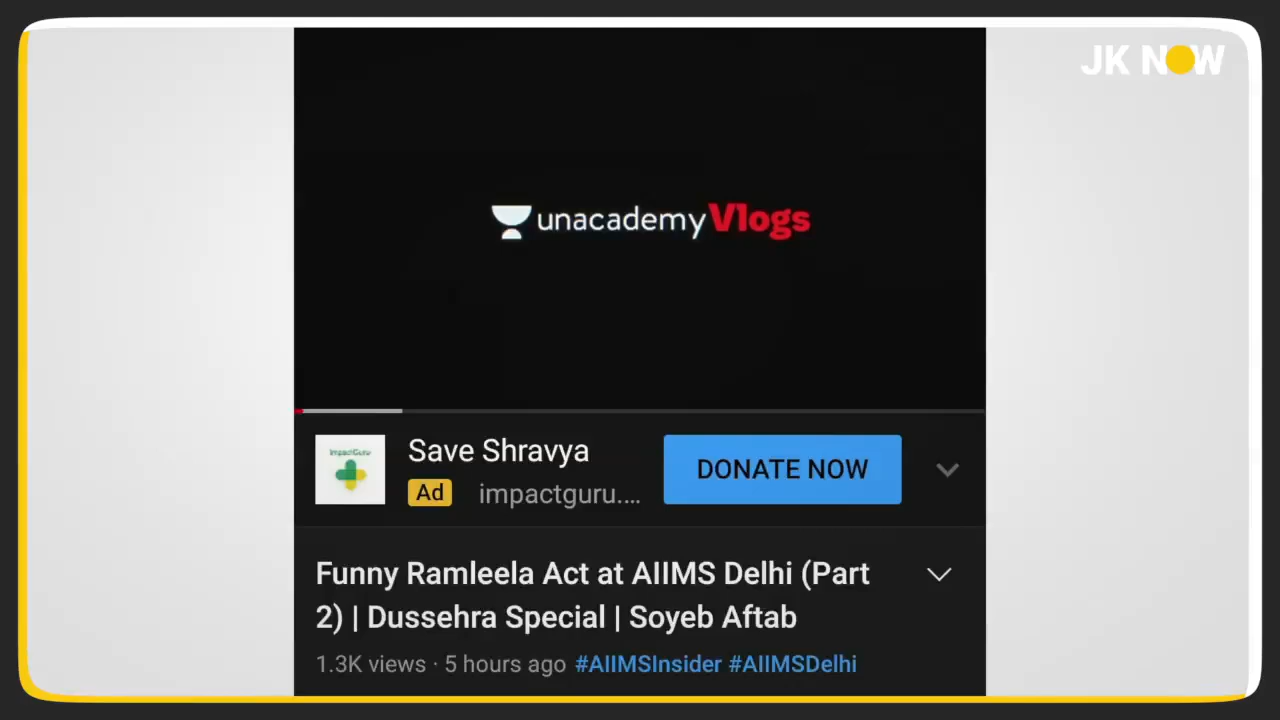 JK NOW
unacademy Vlogs
ImpactGuru
Save Shravya
DONATE NOW
Ad impactguru....
Funny Ramleela Act at AIIMS Delhi (Part
2) | Dussehra Special | Soyeb Aftab
1.3K views · 5 hours ago #AIIMSInsider #AIIMSDelhi